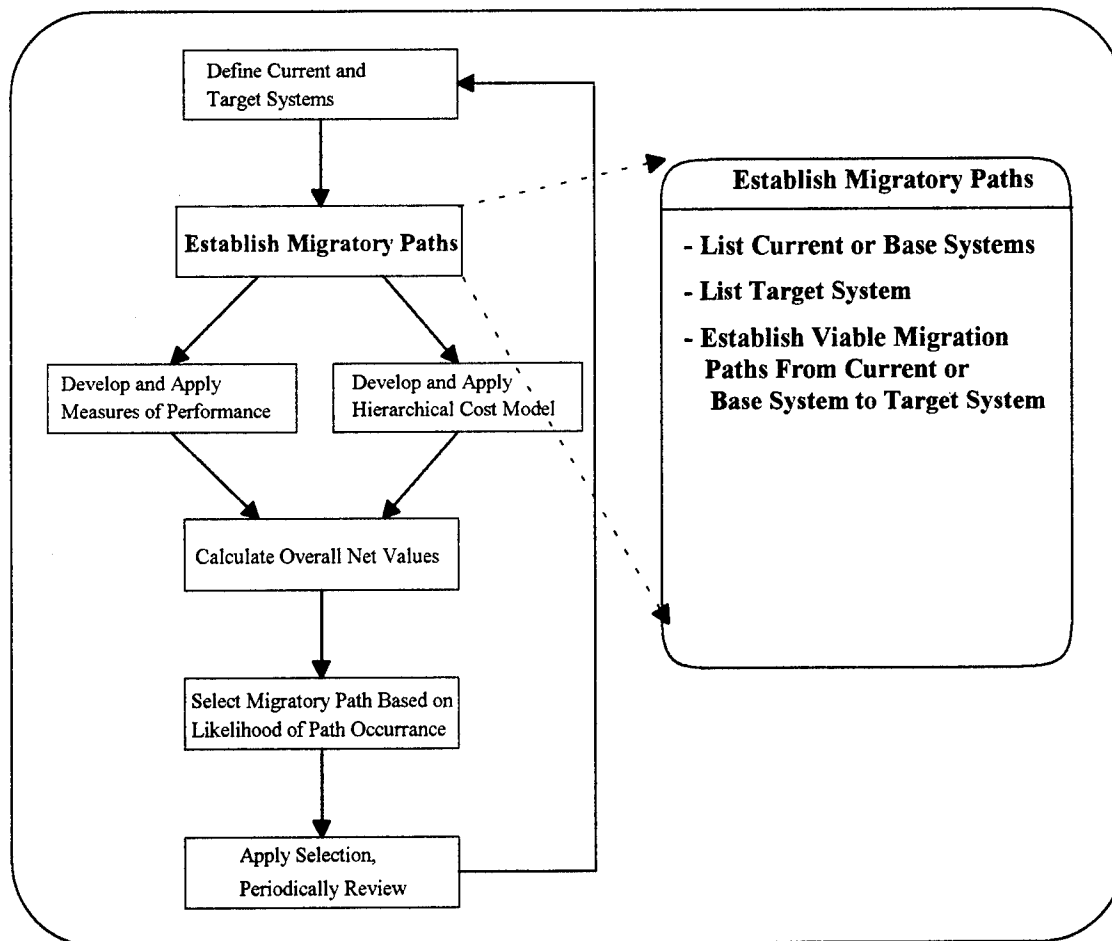 Define Current and
Target Systems
Establish Migratory Paths
Develop and Apply
Measures of Performance
Develop and Apply
Hierarchical Cost Model
Calculate Overall Net Values
Select Migratory Path Based on
Likelihood of Path Occurrance
Apply Selection,
Periodically Review
Establish Migratory Paths
- List Current or Base Systems
- List Target System
- Establish Viable Migration
Paths From Current or
Base System to Target System